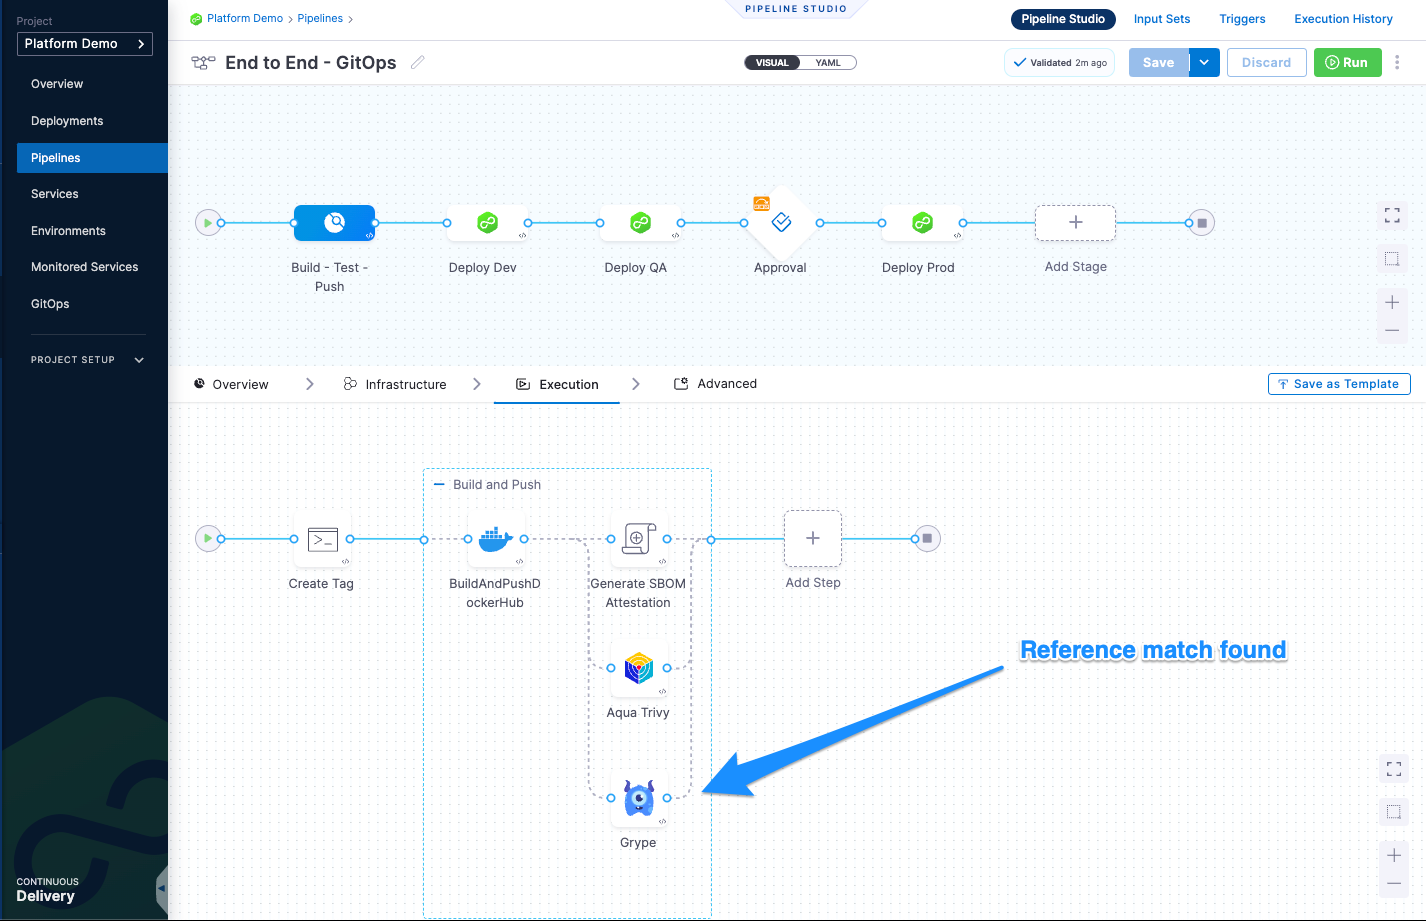 Project
Platform Demo
Overview
Deployments
Pipelines
Services
Environments
Monitored Services
GitOps
PROJECT SETUP
CONTINUOUS
Delivery
Platform Demo > Pipelines >
PIPELINE STUDIO
Pipeline Studio
Input Sets
Triggers
Execution History
End to End - GitOps
VISUAL
YAML
Validated 2m ago
Save
Discard
Run
Build - Test -
Push
Deploy Dev
Deploy QA
Approval
Deploy Prod
Add Stage
Overview
Infrastructure
Execution
Advanced
Save as Template
Build and Push
Create Tag
BuildAndPushD
ockerHub
Generate SBOM
Attestation
Add Step
Aqua Trivy
Grype
Reference match found